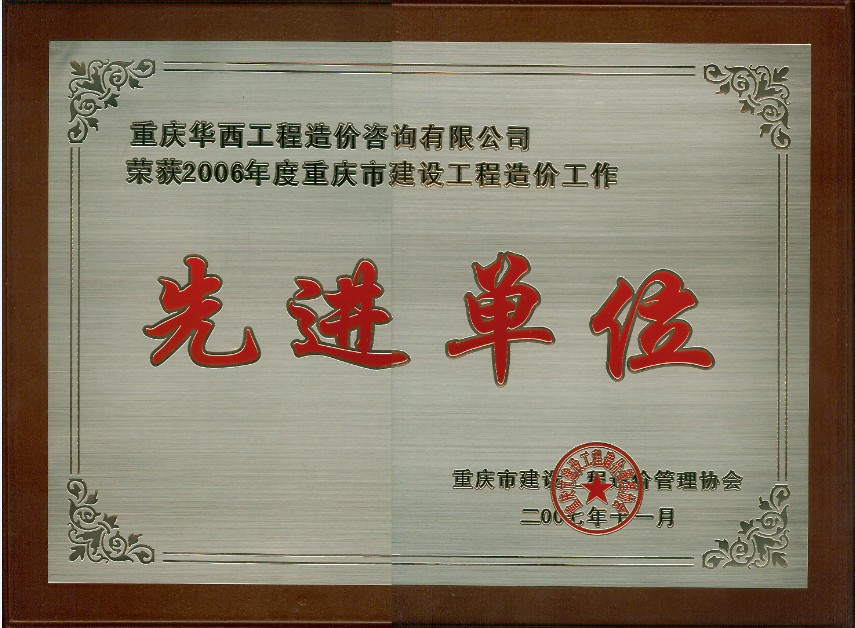 重庆华西工程造价咨询有限公司
荣获2006年度重庆市建设工程造价工作
先进单位
重庆市建设工程造价管理协会
二00七年十一月